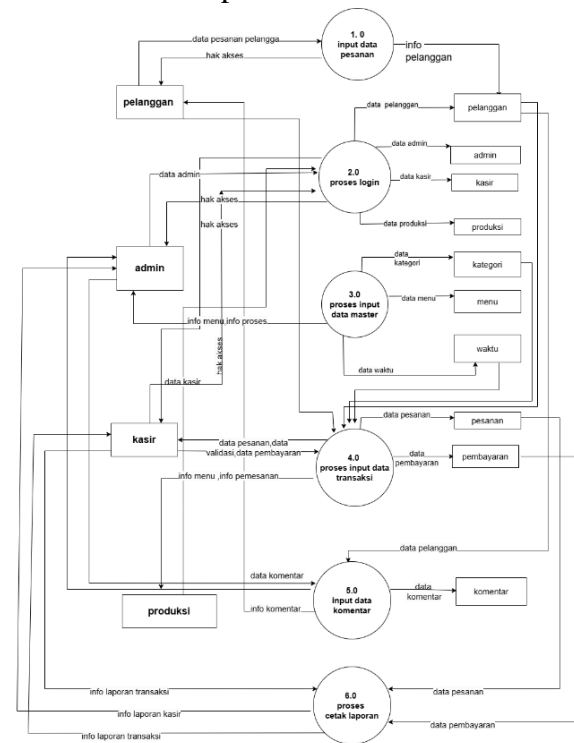 1. 0
input data
pesanan
data pesanan pelangga
hak akses
info
pelanggan
pelanggan
data pelanggan
pelanggan
data admin
admin
2.0
proses login
data kasir
kasir
data admin
hak akses
hak akses
data produksi
produksi
admin
data
kategori
kategori
3.0
proses input
data master
data menu
menu
info menu,info proses
hak akses
waktu
data waktu
data kasir
kasir
data pesanan
pesanan
data pesanan,data
validasi,data pembayaran
4.0
proses input data
transaksi
data
pembayaran
pembayaran
info menu ,info pemesanan
data pelanggan
data komentar
5.0
input data
komentar
data
komentar
komentar
produksi
info komentar
6.0
proses
cetak laporan
info laporan transaksi
data pesanan
info laporan kasir
data pembayaran
info laporan transaksi